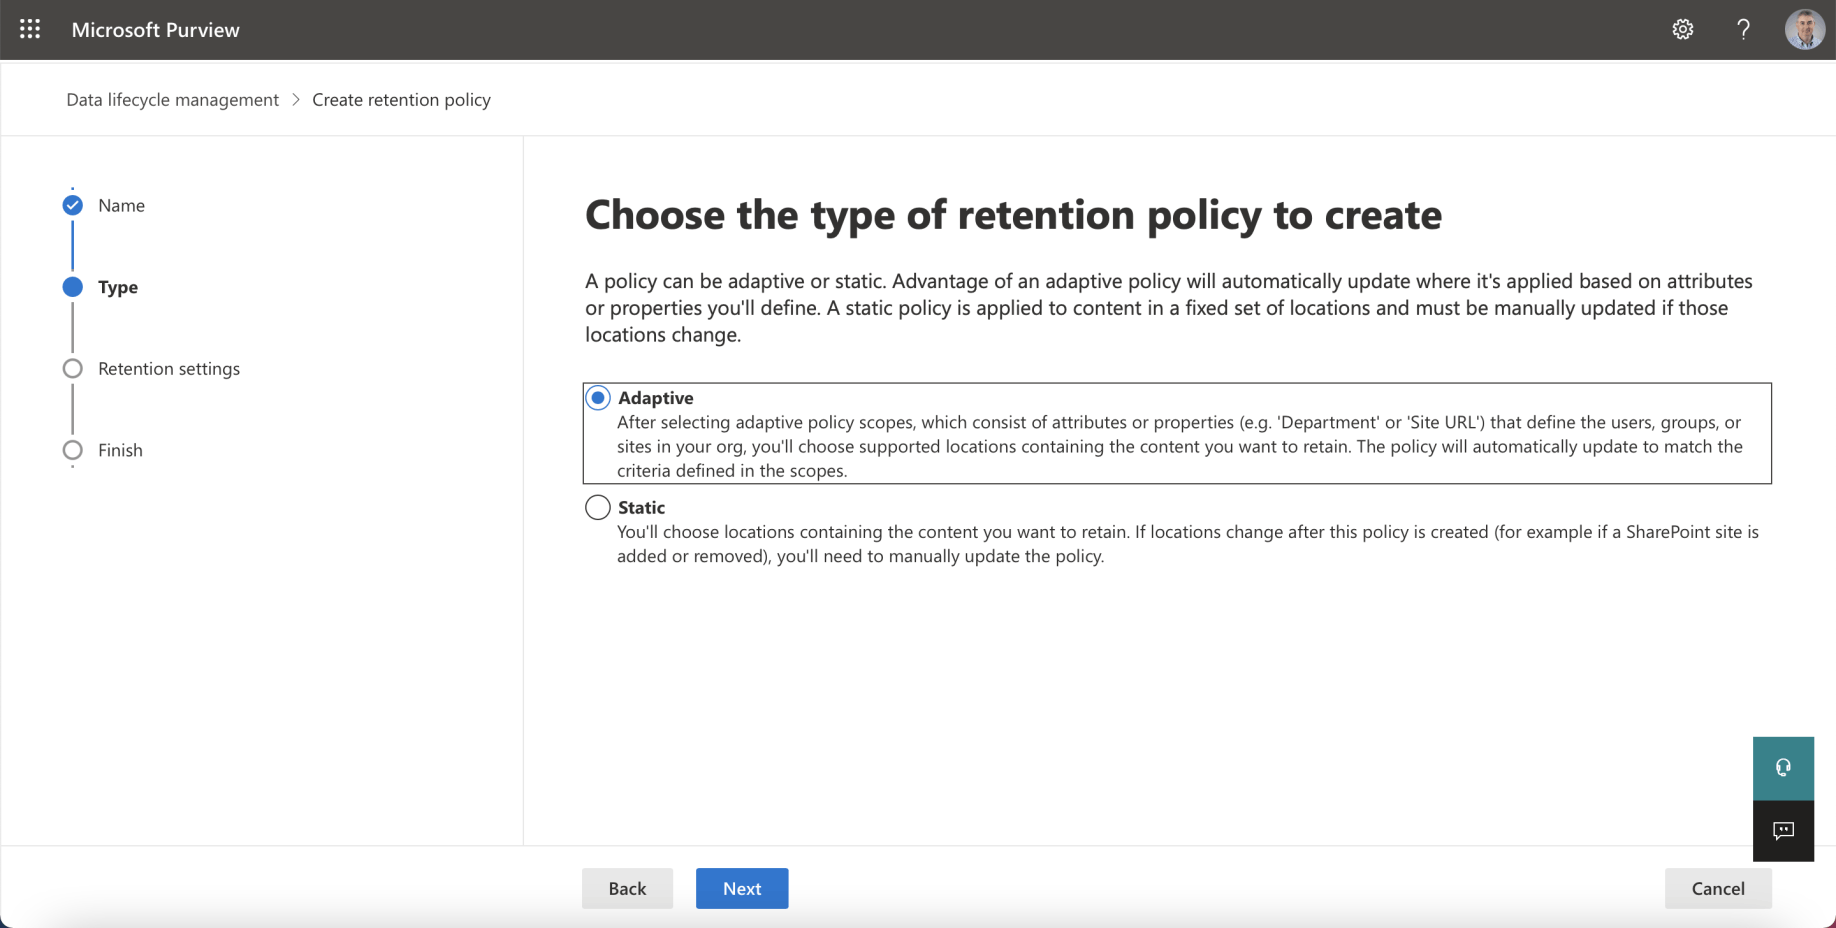 Microsoft Purview
?
Data lifecycle management > Create retention policy
Name
Type
Retention settings
Finish
Choose the type of retention policy to create
A policy can be adaptive or static. Advantage of an adaptive policy will automatically update where it's applied based on attributes
or properties you'll define. A static policy is applied to content in a fixed set of locations and must be manually updated if those
locations change.
Adaptive
After selecting adaptive policy scopes, which consist of attributes or properties (e.g. 'Department' or 'Site URL') that define the users, groups, or
sites in your org, you'll choose supported locations containing the content you want to retain. The policy will automatically update to match the
criteria defined in the scopes.
Static
You'll choose locations containing the content you want to retain. If locations change after this policy is created (for example if a SharePoint site is
added or removed), you'll need to manually update the policy.
Back
Next
Cancel